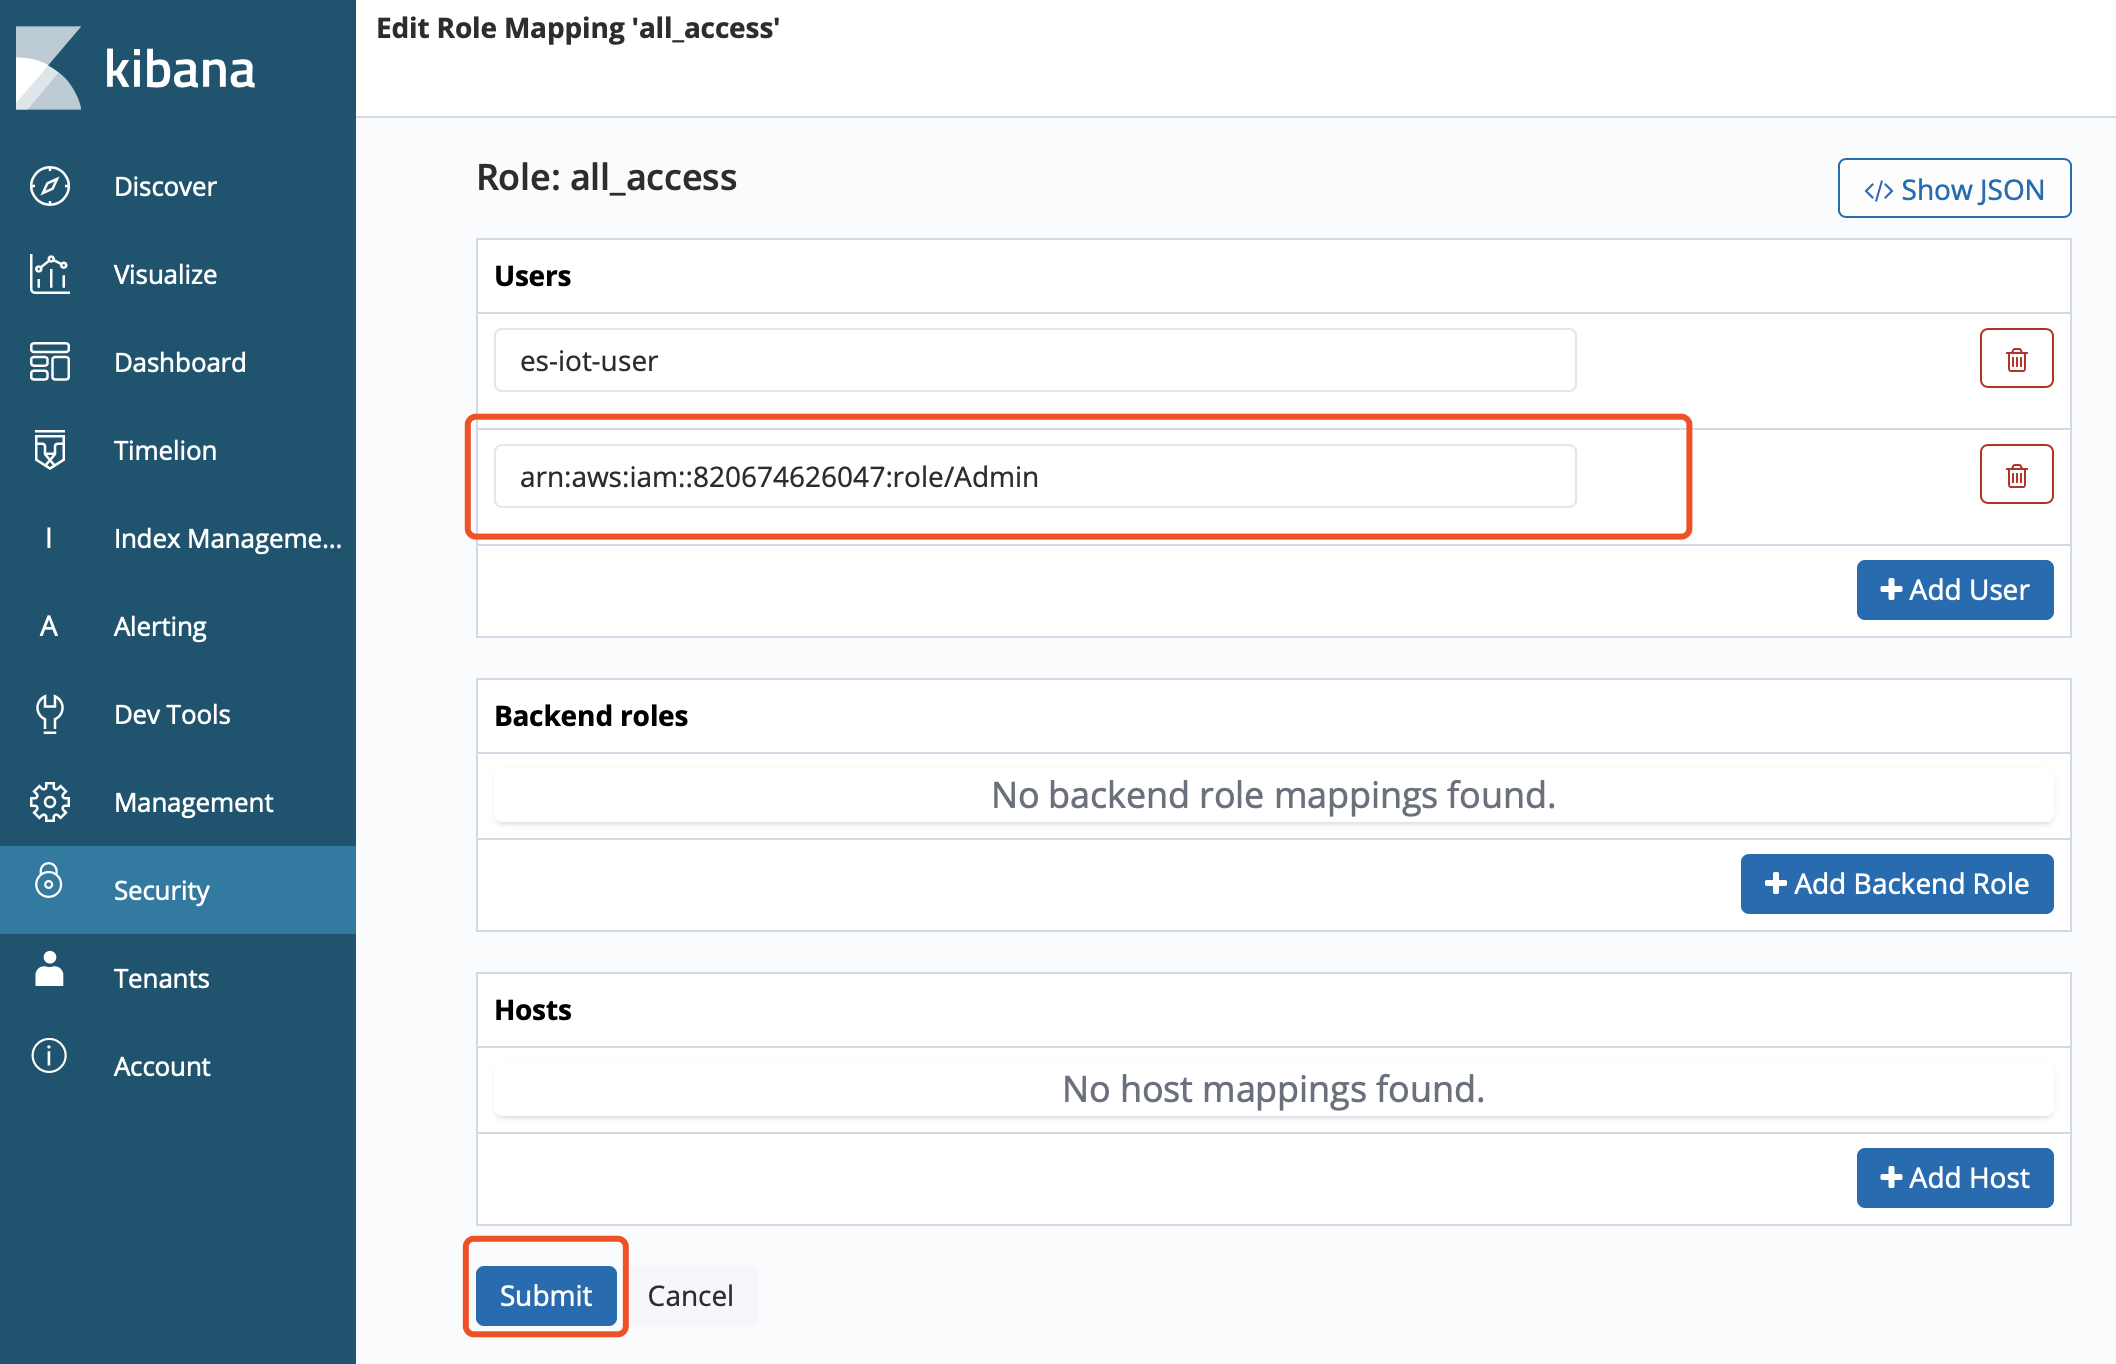 Edit Role Mapping 'all_access'
kibana
Discover
Visualize
Dashboard
Timelion
I Index Manageme...
A Alerting
Dev Tools
Management
Security
Tenants
Account
Role: all_access
</> Show JSON
Users
es-iot-user
arn:aws:iam::820674626047:role/Admin
+ Add User
Backend roles
No backend role mappings found.
+ Add Backend Role
Hosts
No host mappings found.
+ Add Host
Submit Cancel